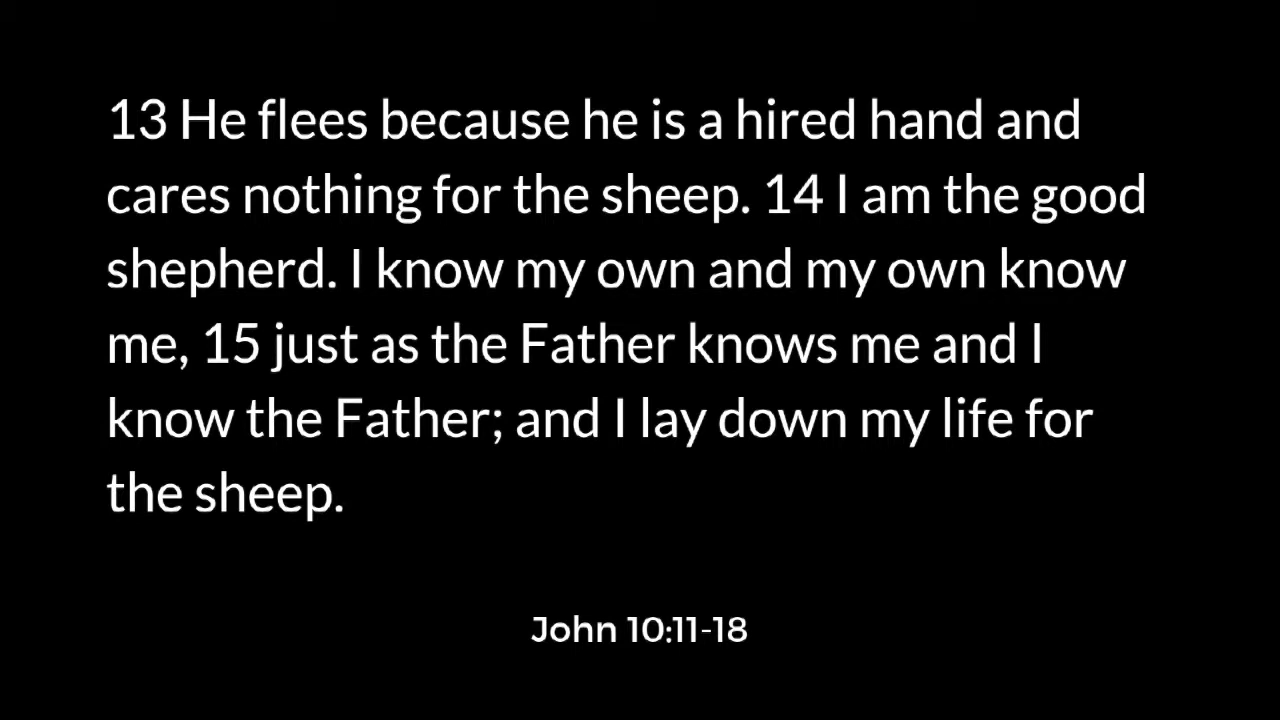 13 He flees because he is a hired hand and
cares nothing for the sheep. 14 I am the good
shepherd. I know my own and my own know
me, 15 just as the Father knows me and I
know the Father; and I lay down my life for
the sheep.
John 10:11-18